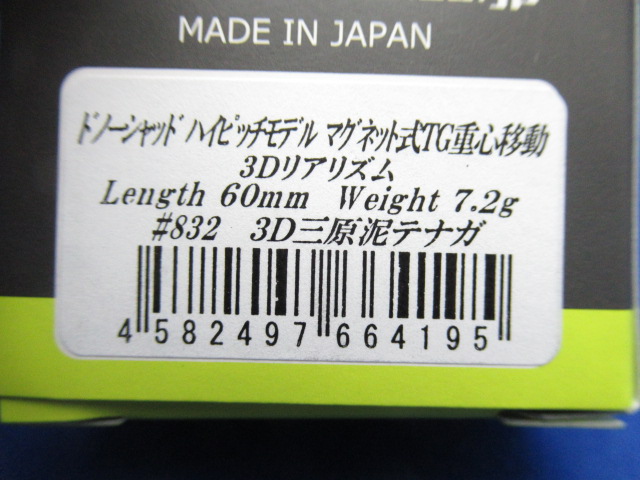 MADE IN JAPAN
ドノーシャッド ハイピッチモデル マグネット式TG重心移動
3Dリアリズム
Length 60mm Weight 7.2g
#832 3D三原泥テナガ
4 582497 664195